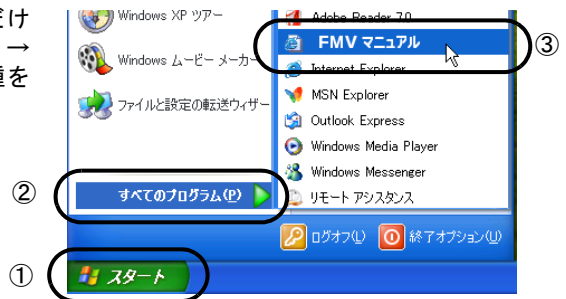 だけ
→
種を
Windows XP ツアー
Windows ムービー メーカー
ファイルと設定の転送ウィザー
② すべてのプログラム(P)
① スタート
Adobe Reader 7.0
FMV マニュアル ③
Internet Explorer
MSN Explorer
Outlook Express
Windows Media Player
Windows Messenger
リモート アシスタンス
ログオフ(L) 終了オプション(U)